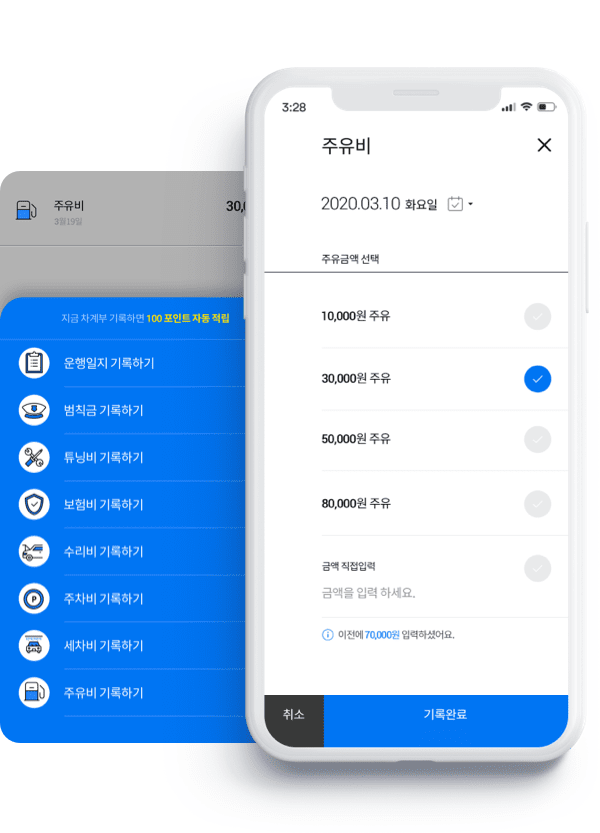 주유비
3월19일
30,
지금 차계부 기록하면 100 포인트 자동 적립
운행일지 기록하기
범칙금 기록하기
튜닝비 기록하기
보험비 기록하기
수리비 기록하기
P
주차비 기록하기
세차비 기록하기
주유비 기록하기
3:28
주유비
2020.03.10 화요일
주유금액 선택
10,000원 주유
30,000원 주유
50,000원 주유
80,000원 주유
금액 직접입력
금액을 입력 하세요.
이전에 70,000원 입력하셨어요.
취소
기록완료